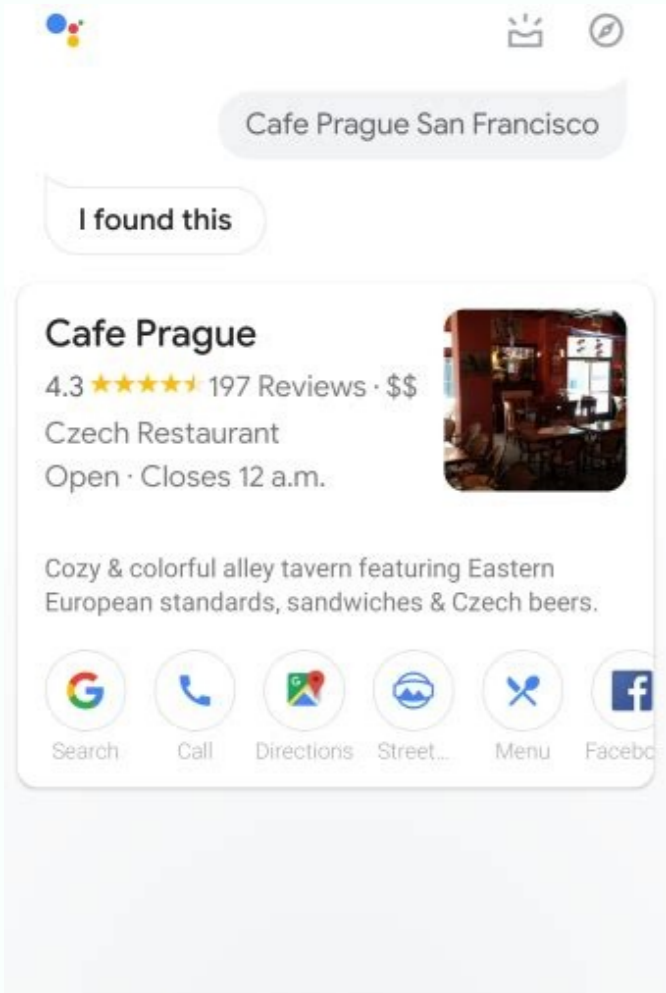 Cafe Prague San Francisco
I found this
Cafe Prague
4.3 ★★★★⯨ 197 Reviews · $$
Czech Restaurant
Open · Closes 12 a.m.
Cozy & colorful alley tavern featuring Eastern
European standards, sandwiches & Czech beers.
Search Call Directions Street... Menu Facebo